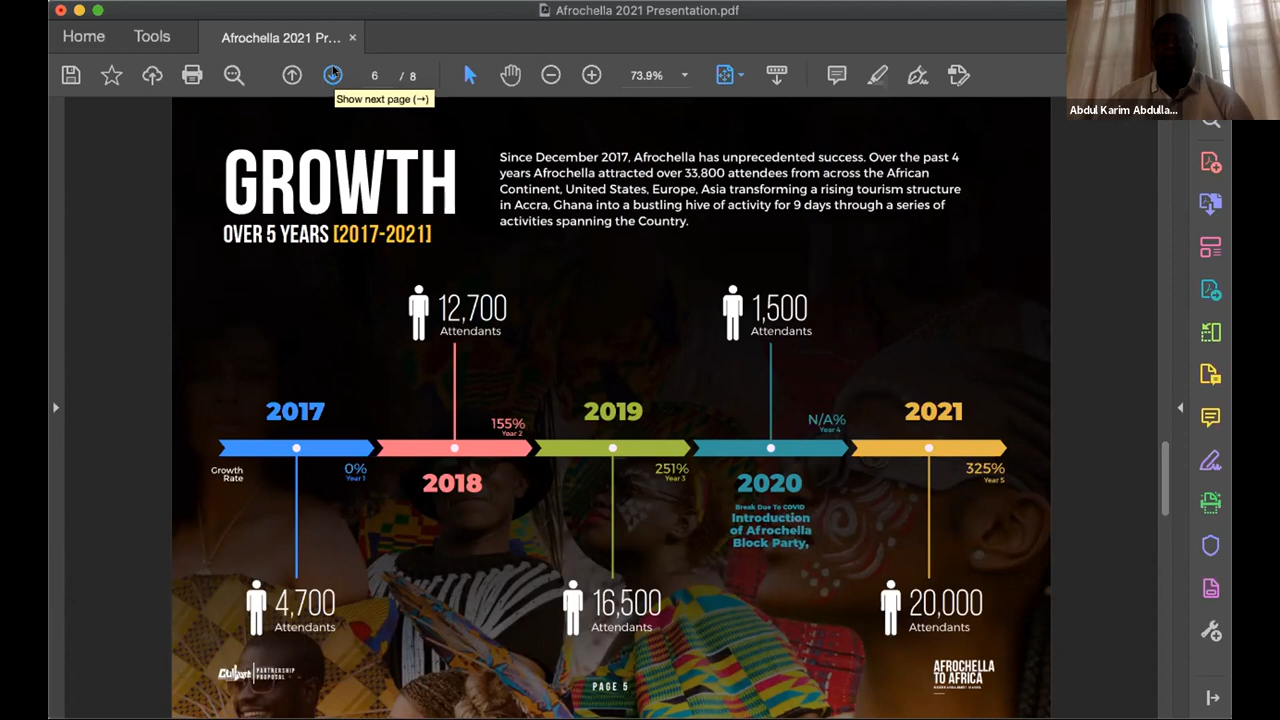 Afrochella 2021 Presentation.pdf
Home
Tools
Afrochella 2021 Pr...
6 / 8
73.9%
Show next page (→)
Abdul Karim Abdulla...
GROWTH
OVER 5 YEARS [2017-2021]
Since December 2017, Afrochella has unprecedented success. Over the past 4
years Afrochella attracted over 33,800 attendees from across the African
Continent, United States, Europe, Asia transforming a rising tourism structure
in Accra, Ghana into a bustling hive of activity for 9 days through a series of
activities spanning the Country.
12,700
Attendants
1,500
Attendants
2017
155%
Year 2
2019
N/A%
Year 4
2021
Growth
Rate
0%
Year 1
2018
251%
Year 3
2020
325%
Year 5
Break Due To COVID
Introduction
of Afrochella
Block Party,
4,700
Attendants
16,500
Attendants
20,000
Attendants
PARTNERSHIP
PROPOSAL
PAGE 5
AFROCHELLA
TO AFRICA